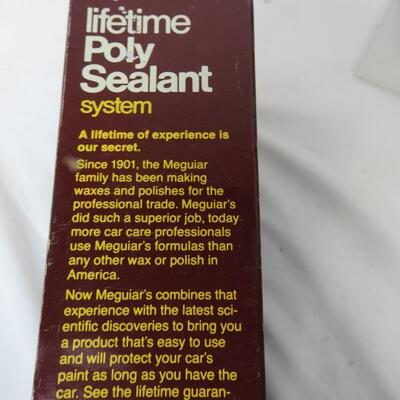 lifetime
Poly
Sealant
system
A lifetime of experience is
our secret.
Since 1901, the Meguiar
family has been making
waxes and polishes for the
professional trade. Meguiar's
did such a superior job, today
more car care professionals
use Meguiar's formulas than
any other wax or polish in
America.
Now Meguiar's combines that
experience with the latest sci-
entific discoveries to bring you
a product that's easy to use
and will protect your car's
paint as long as you have the
car. See the lifetime guaran-